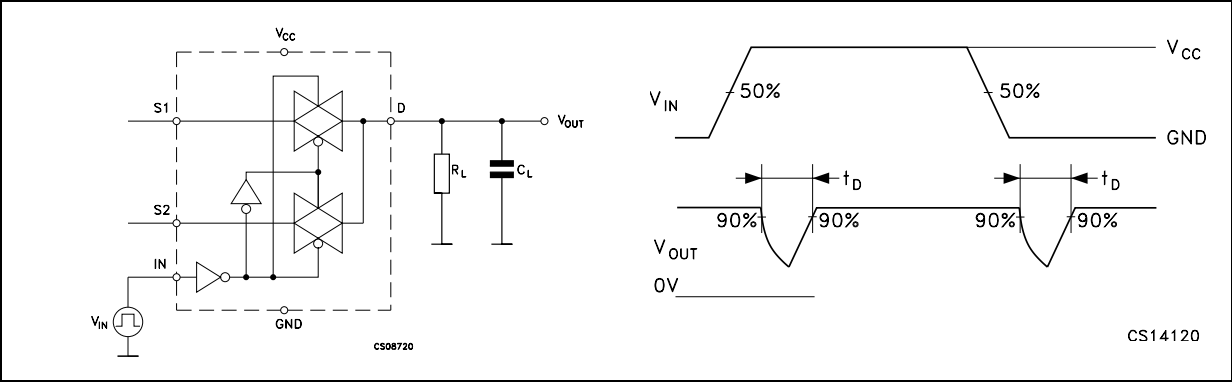 VCC
S1
D
VOUT
RL
CL
S2
IN
VIN
GND
CS08720
VCC
50%
50%
VIN
GND
tD
tD
90%
90%
90%
90%
VOUT
0V
CS14120